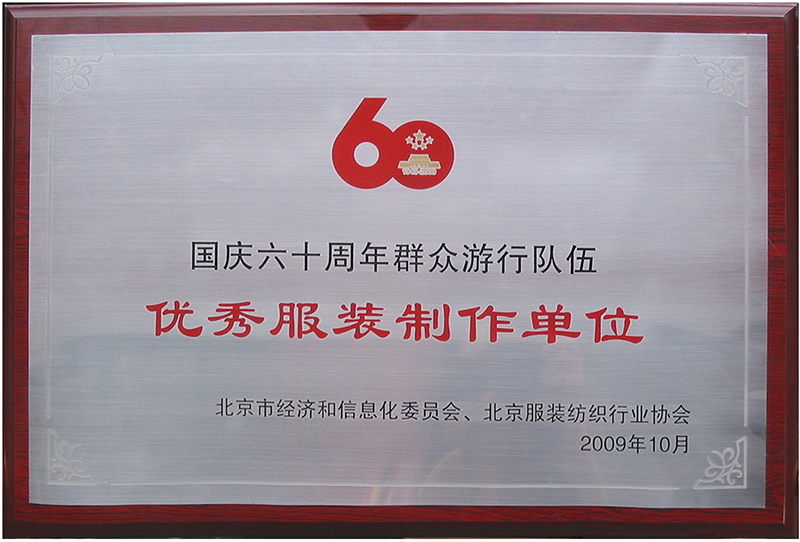 60
国庆六十周年群众游行队伍
优秀服装制作单位
北京市经济和信息化委员会、北京服装纺织行业协会
2009年10月